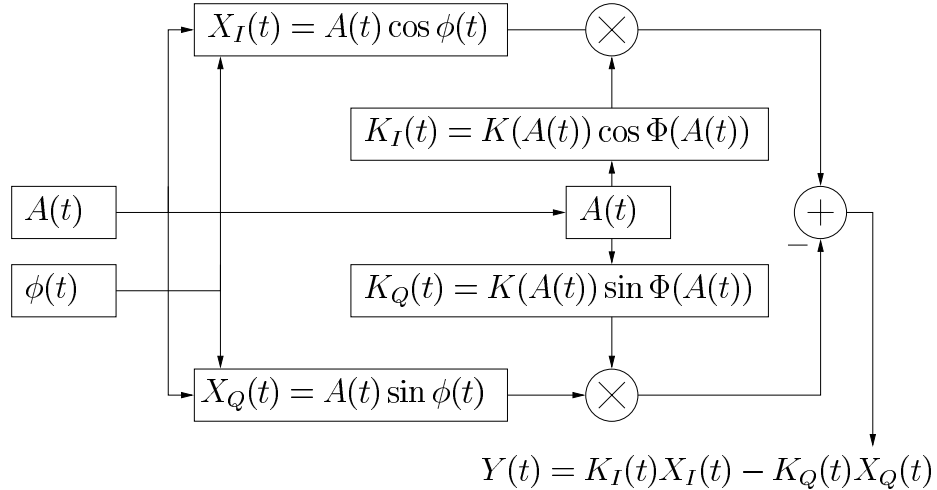 X_I(t) = A(t) cos ϕ(t)
×
K_I(t) = K(A(t)) cos Φ(A(t))
A(t)
A(t)
+
−
ϕ(t)
K_Q(t) = K(A(t)) sin Φ(A(t))
X_Q(t) = A(t) sin ϕ(t)
×
Y(t) = K_I(t)X_I(t) − K_Q(t)X_Q(t)